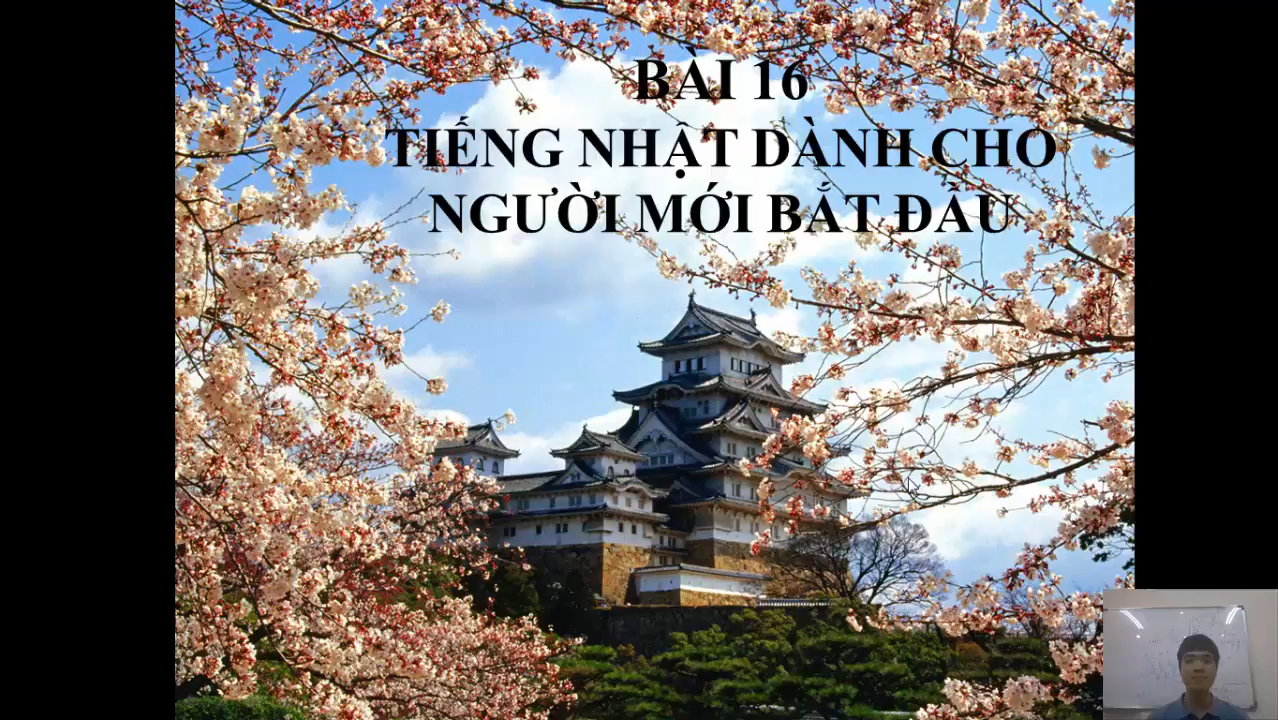 BÀI 16
TIẾNG NHẬT DÀNH CHO
NGƯỜI MỚI BẮT ĐẦU